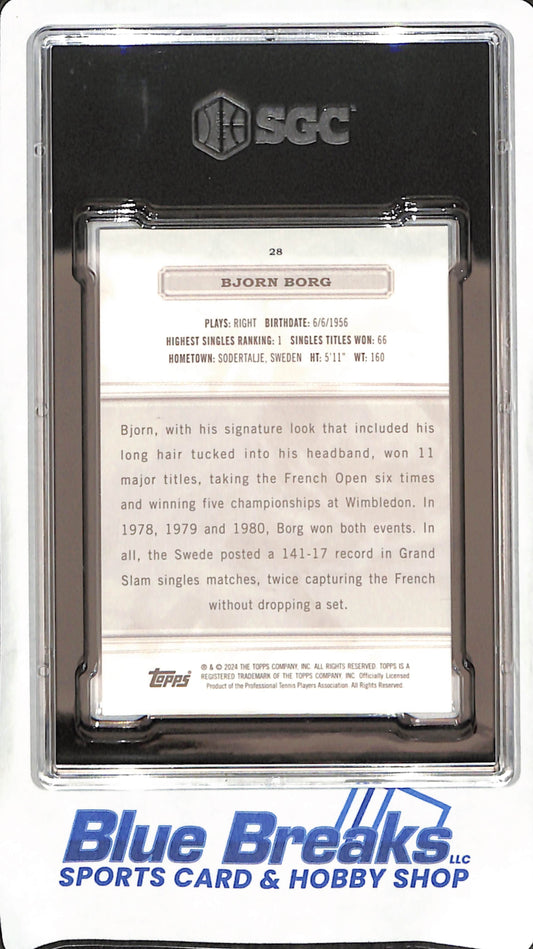 SGC
28
BJORN BORG
PLAYS: RIGHT BIRTHDATE: 6/6/1956
HIGHEST SINGLES RANKING: 1 SINGLES TITLES WON: 66
HOMETOWN: SODERTALJE, SWEDEN HT: 5'11" WT: 160
Bjorn, with his signature look that included his
long hair tucked into his headband, won 11
major titles, taking the French Open six times
and winning five championships at Wimbledon. In
1978, 1979 and 1980, Borg won both events. In
all, the Swede posted a 141-17 record in Grand
Slam singles matches, twice capturing the French
without dropping a set.
topps
® & © 2024 THE TOPPS COMPANY, INC. ALL RIGHTS RESERVED. TOPPS IS A
REGISTERED TRADEMARK OF THE TOPPS COMPANY, INC. Officially Licensed
Product of the Professional Tennis Players Association. All Rights Reserved.
Blue Breaks LLC
SPORTS CARD & HOBBY SHOP